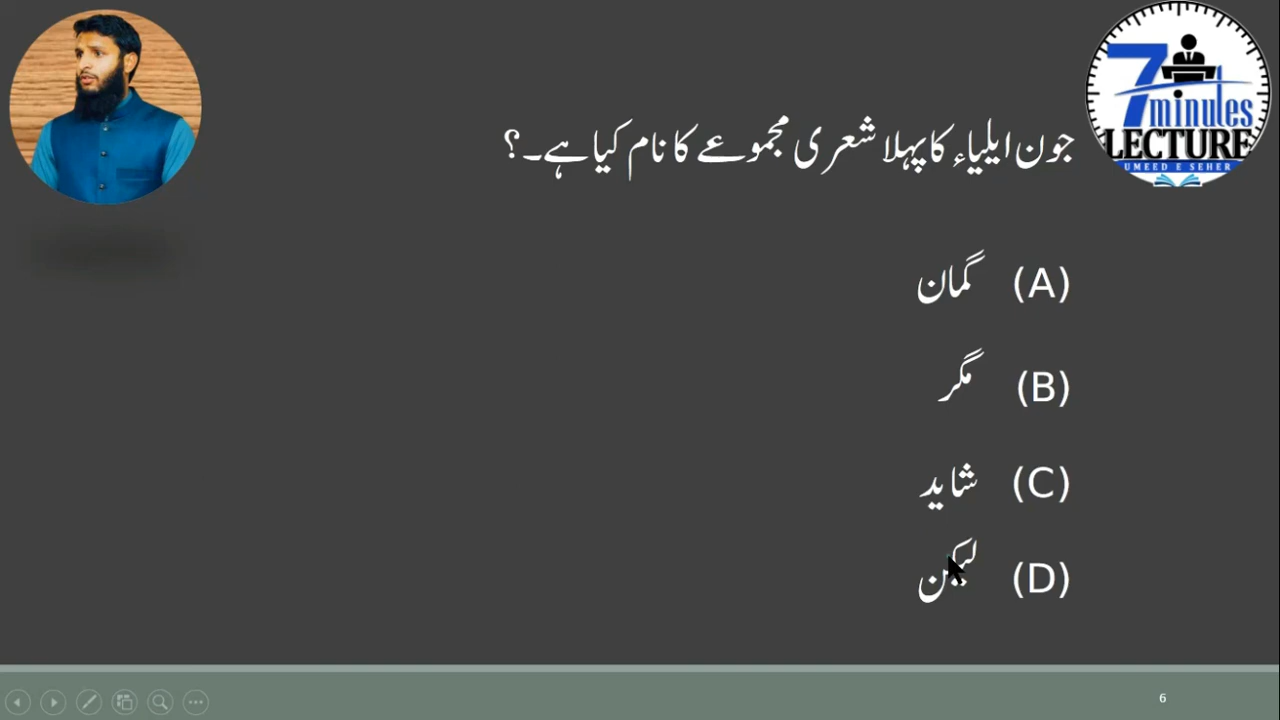 7
minutes
LECTURE
UMEED E SEHER
جون ایلیاء کا پہلا شعری مجموعے کا نام کیا ہے۔؟
(A) گمان
(B) مگر
(C) شاید
(D) لیکن
6